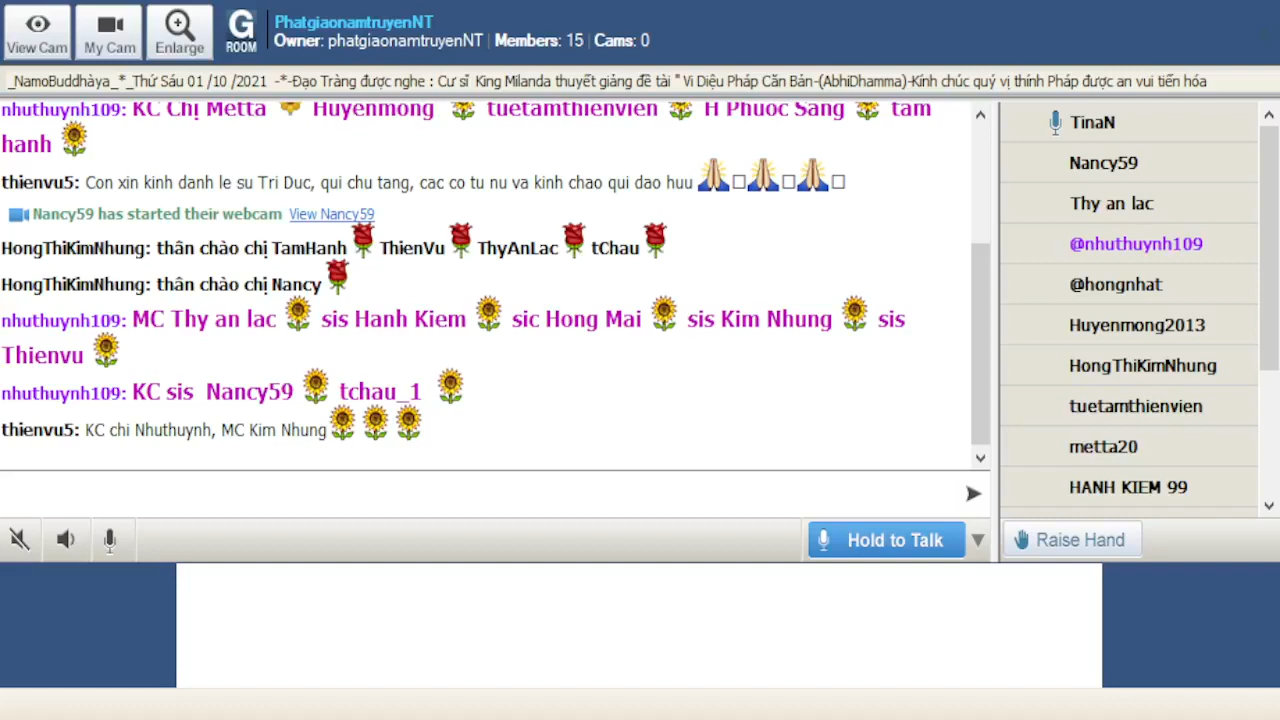 View Cam
My Cam
Enlarge
G
ROOM
PhatgiaonamtruyenNT
Owner: phatgiaonamtruyenNT | Members: 15 | Cams: 0
_NamoBuddhàya_*_Thứ Sáu 01 /10 /2021 -*-Đạo Tràng được nghe : Cư sĩ King Milanda thuyết giảng đề tài " Vi Diệu Pháp Căn Bản-(AbhiDhamma)-Kính chúc quý vị thính Pháp được an vui tiến hóa
nhuthuynh109: KC Chị Metta Huyenmong tuetamthienvien H Phuoc Sang tam
hanh
thienvu5: Con xin kinh danh le su Tri Duc, qui chu tang, cac co tu nu va kinh chao qui dao huu
Nancy59 has started their webcam View Nancy59
HongThiKimNhung: thân chào chị TamHanh ThienVu ThyAnLac tChau
HongThiKimNhung: thân chào chị Nancy
nhuthuynh109: MC Thy an lac sis Hanh Kiem sic Hong Mai sis Kim Nhung sis
Thienvu
nhuthuynh109: KC sis Nancy59 tchau_1
thienvu5: KC chi Nhuthuynh, MC Kim Nhung
Hold to Talk
TinaN
Nancy59
Thy an lac
@nhuthuynh109
@hongnhat
Huyenmong2013
HongThiKimNhung
tuetamthienvien
metta20
HANH KIEM 99
Raise Hand